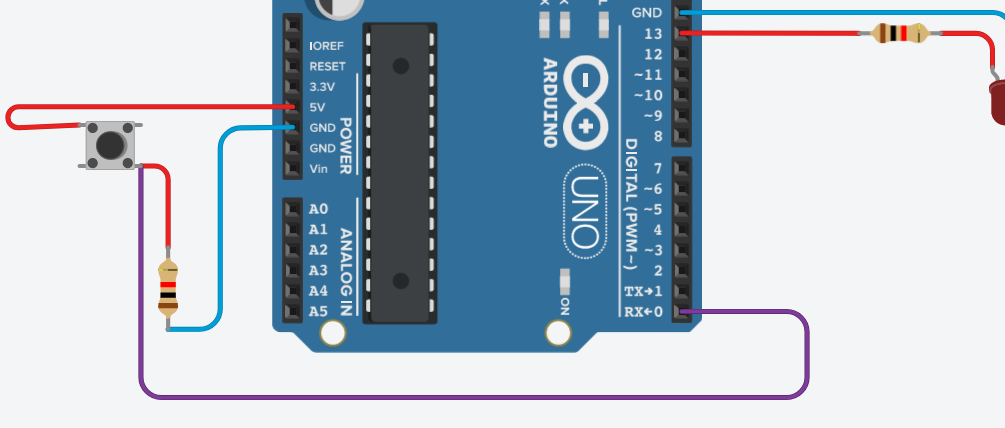 IOREF
RESET
3.3V
5V
GND
GND
Vin
POWER
A0
A1
A2
A3
A4
A5
ANALOG IN
X
X
L
ARDUINO
UNO
ON
GND
13
12
~11
~10
~9
8
7
~6
~5
4
~3
2
TX→1
RX←0
DIGITAL (PWM~)